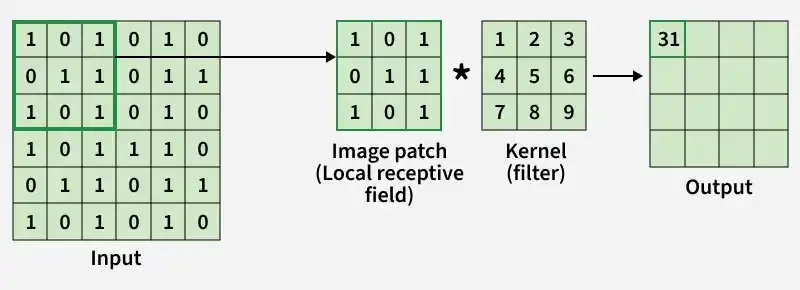 1 0 1 0 1 0
0 1 1 0 1 1
1 0 1 0 1 0
1 0 1 1 1 0
0 1 1 0 1 1
1 0 1 0 1 0
Input
1 0 1
0 1 1
1 0 1
Image patch
(Local receptive
field)
*
1 2 3
4 5 6
7 8 9
Kernel
(filter)
31
Output